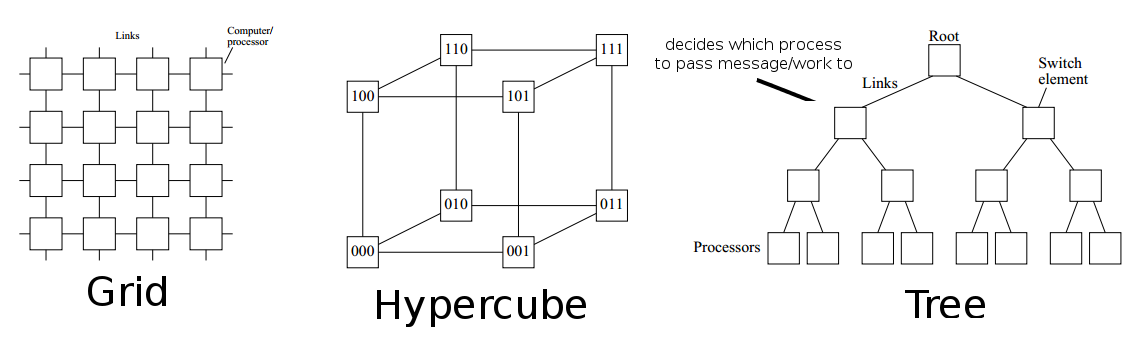 Links
Computer/
processor
Grid
110
111
100
101
010
011
000
001
Hypercube
decides which process
to pass message/work to
Root
Links
Switch
element
Processors
Tree